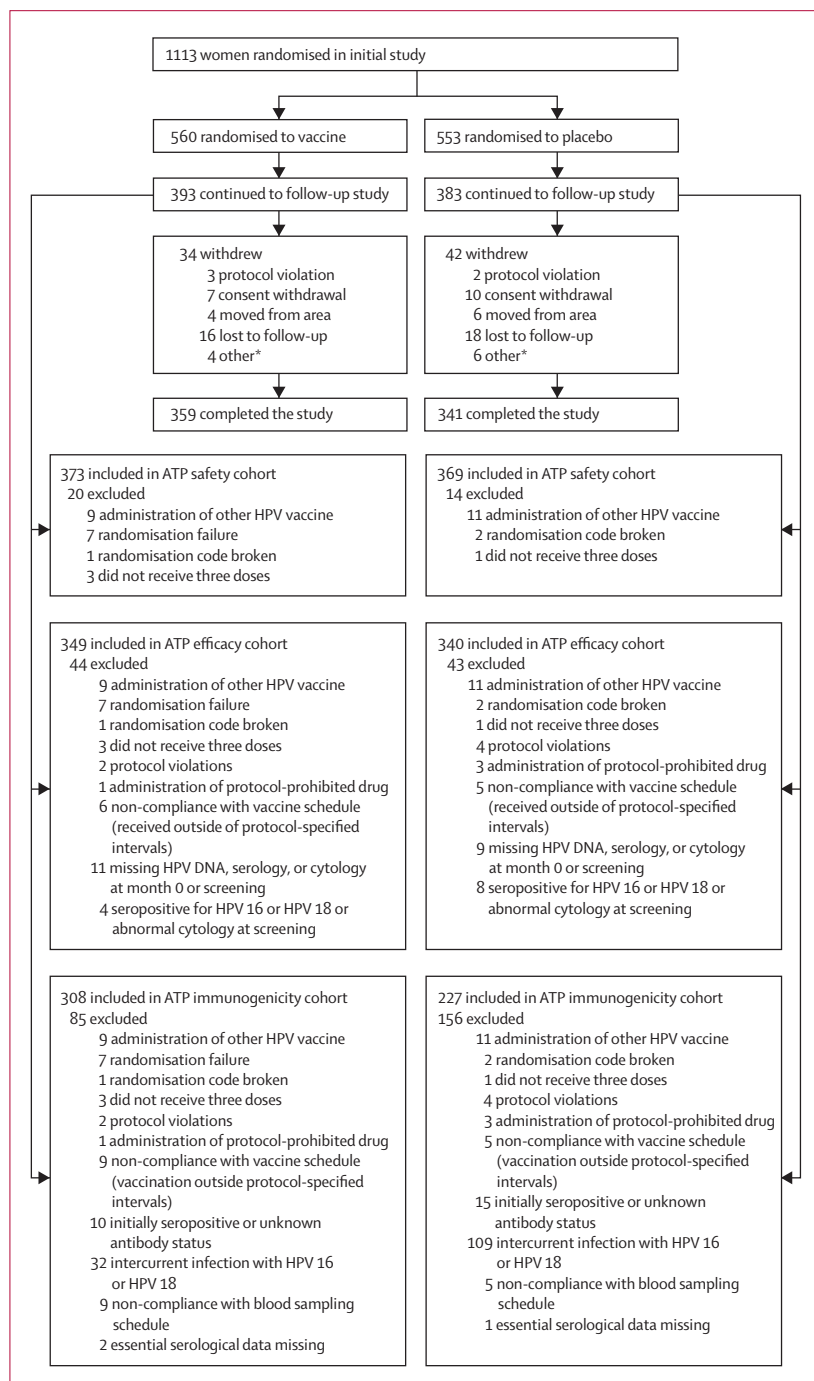 1113 women randomised in initial study
560 randomised to vaccine
553 randomised to placebo
393 continued to follow-up study
383 continued to follow-up study
34 withdrew
3 protocol violation
7 consent withdrawal
4 moved from area
16 lost to follow-up
4 other*
42 withdrew
2 protocol violation
10 consent withdrawal
6 moved from area
18 lost to follow-up
6 other*
359 completed the study
341 completed the study
373 included in ATP safety cohort
20 excluded
9 administration of other HPV vaccine
7 randomisation failure
1 randomisation code broken
3 did not receive three doses
369 included in ATP safety cohort
14 excluded
11 administration of other HPV vaccine
2 randomisation code broken
1 did not receive three doses
349 included in ATP efficacy cohort
44 excluded
9 administration of other HPV vaccine
7 randomisation failure
1 randomisation code broken
3 did not receive three doses
2 protocol violations
1 administration of protocol-prohibited drug
6 non-compliance with vaccine schedule
(received outside of protocol-specified
intervals)
11 missing HPV DNA, serology, or cytology
at month 0 or screening
4 seropositive for HPV 16 or HPV 18 or
abnormal cytology at screening
340 included in ATP efficacy cohort
43 excluded
11 administration of other HPV vaccine
2 randomisation code broken
1 did not receive three doses
4 protocol violations
3 administration of protocol-prohibited drug
5 non-compliance with vaccine schedule
(received outside of protocol-specified
intervals)
9 missing HPV DNA, serology, or cytology
at month 0 or screening
8 seropositive for HPV 16 or HPV 18 or
abnormal cytology at screening
308 included in ATP immunogenicity cohort
85 excluded
9 administration of other HPV vaccine
7 randomisation failure
1 randomisation code broken
3 did not receive three doses
2 protocol violations
1 administration of protocol-prohibited drug
9 non-compliance with vaccine schedule
(vaccination outside protocol-specified
intervals)
10 initially seropositive or unknown
antibody status
32 intercurrent infection with HPV 16
or HPV 18
9 non-compliance with blood sampling
schedule
2 essential serological data missing
227 included in ATP immunogenicity cohort
156 excluded
11 administration of other HPV vaccine
2 randomisation code broken
1 did not receive three doses
4 protocol violations
3 administration of protocol-prohibited drug
5 non-compliance with vaccine schedule
(vaccination outside protocol-specified
intervals)
15 initially seropositive or unknown
antibody status
109 intercurrent infection with HPV 16
or HPV 18
5 non-compliance with blood sampling
schedule
1 essential serological data missing